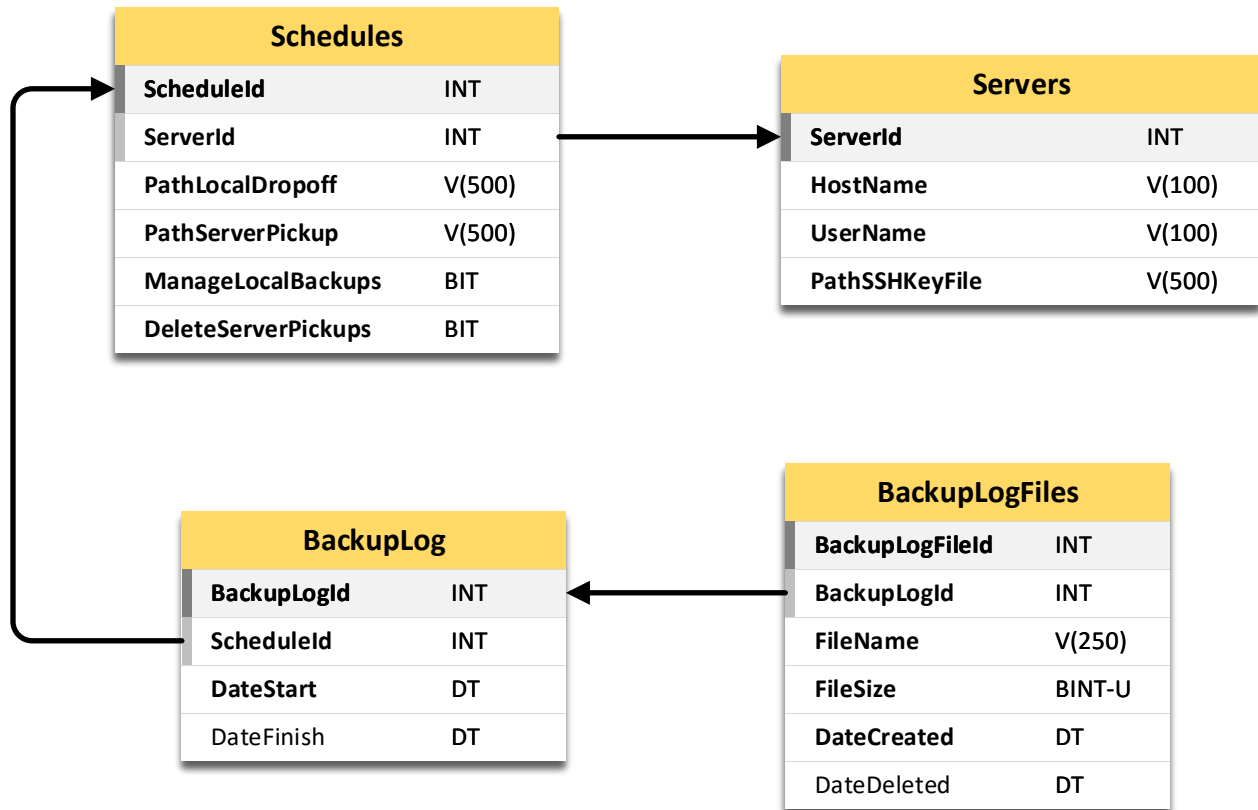 Schedules
ScheduleId INT
ServerId INT
PathLocalDropoff V(500)
PathServerPickup V(500)
ManageLocalBackups BIT
DeleteServerPickups BIT
Servers
ServerId INT
HostName V(100)
UserName V(100)
PathSSHKeyFile V(500)
BackupLog
BackupLogId INT
ScheduleId INT
DateStart DT
DateFinish DT
BackupLogFiles
BackupLogFileId INT
BackupLogId INT
FileName V(250)
FileSize BINT-U
DateCreated DT
DateDeleted DT